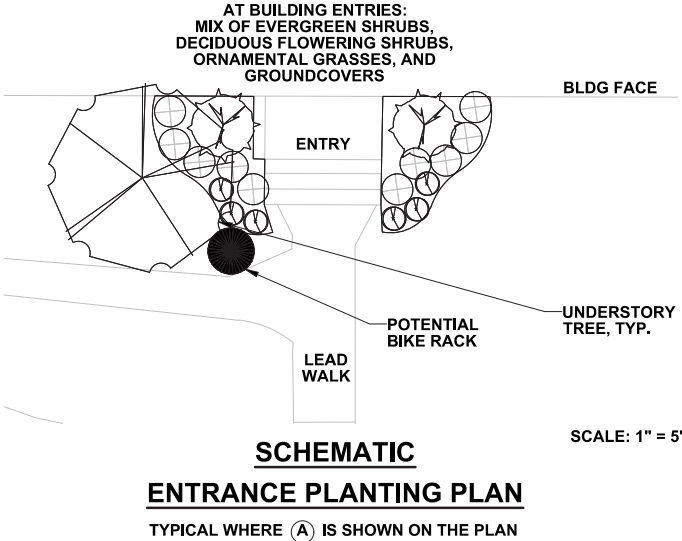 AT BUILDING ENTRIES:
MIX OF EVERGREEN SHRUBS,
DECIDUOUS FLOWERING SHRUBS,
ORNAMENTAL GRASSES, AND
GROUNDCOVERS
BLDG FACE
ENTRY
UNDERSTORY
TREE, TYP.
POTENTIAL
BIKE RACK
LEAD
WALK
SCALE: 1" = 5'
SCHEMATIC
ENTRANCE PLANTING PLAN
TYPICAL WHERE A IS SHOWN ON THE PLAN